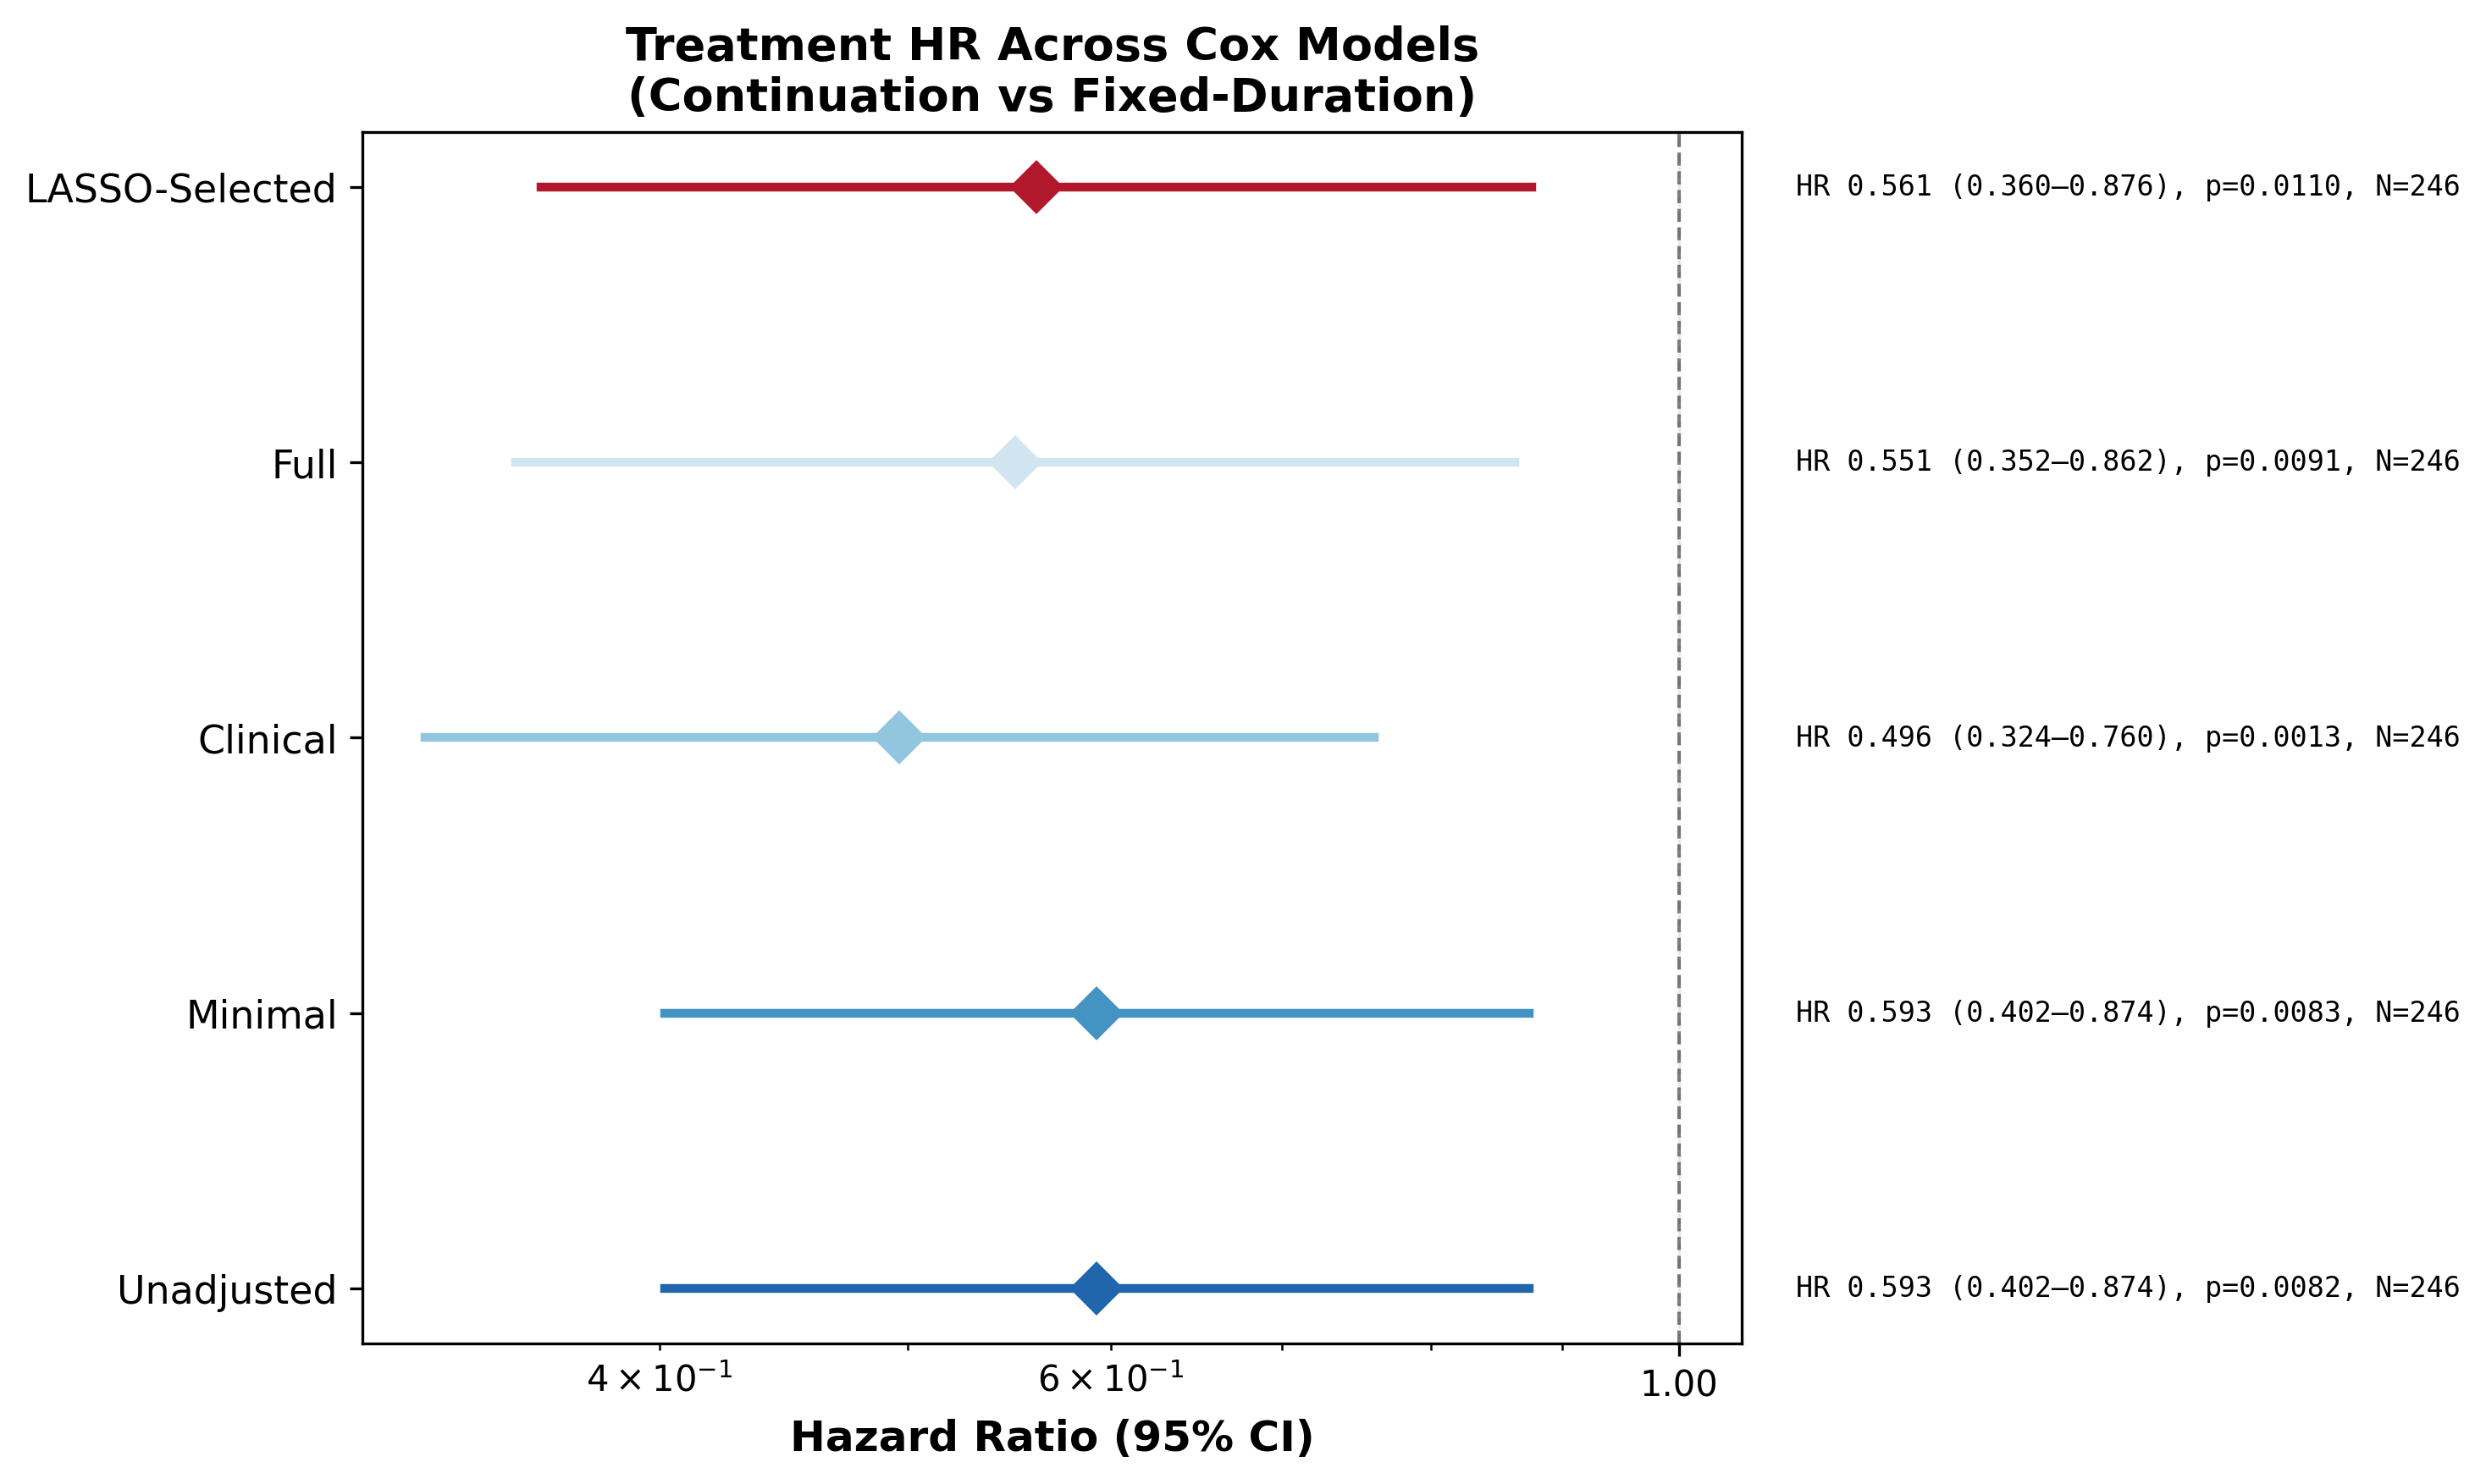 Treatment HR Across Cox Models
(Continuation vs Fixed-Duration)
LASSO-Selected
HR 0.561 (0.360–0.876), p=0.0110, N=246
Full
HR 0.551 (0.352–0.862), p=0.0091, N=246
Clinical
HR 0.496 (0.324–0.760), p=0.0013, N=246
Minimal
HR 0.593 (0.402–0.874), p=0.0083, N=246
Unadjusted
HR 0.593 (0.402–0.874), p=0.0082, N=246
4 × 10⁻¹
6 × 10⁻¹
1.00
Hazard Ratio (95% CI)